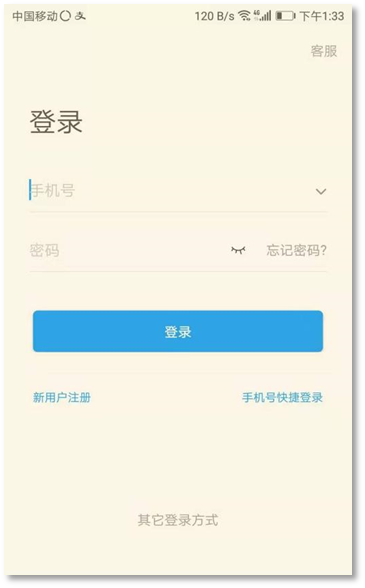 中国移动 120 B/s 4G 下午1:33
客服
登录
手机号
密码 忘记密码?
登录
新用户注册 手机号快捷登录
其它登录方式